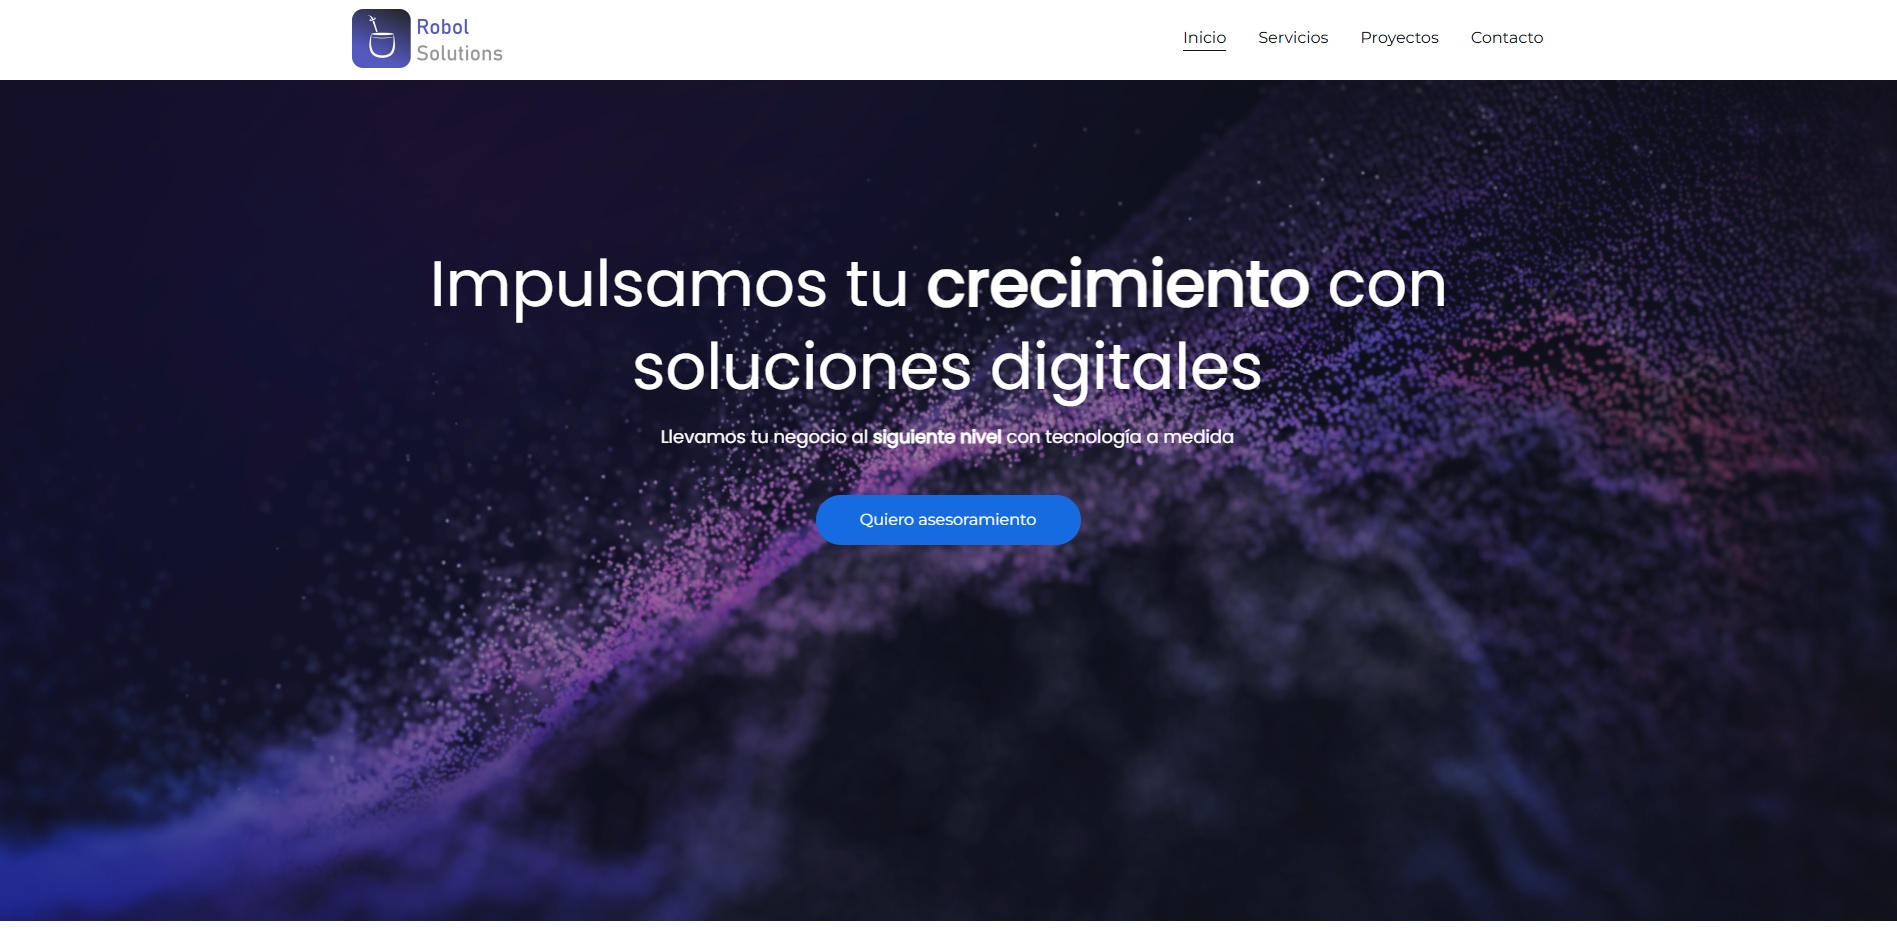 Robol
Solutions
Inicio Servicios Proyectos Contacto
Impulsamos tu crecimiento con
soluciones digitales
Llevamos tu negocio al siguiente nivel con tecnología a medida
Quiero asesoramiento